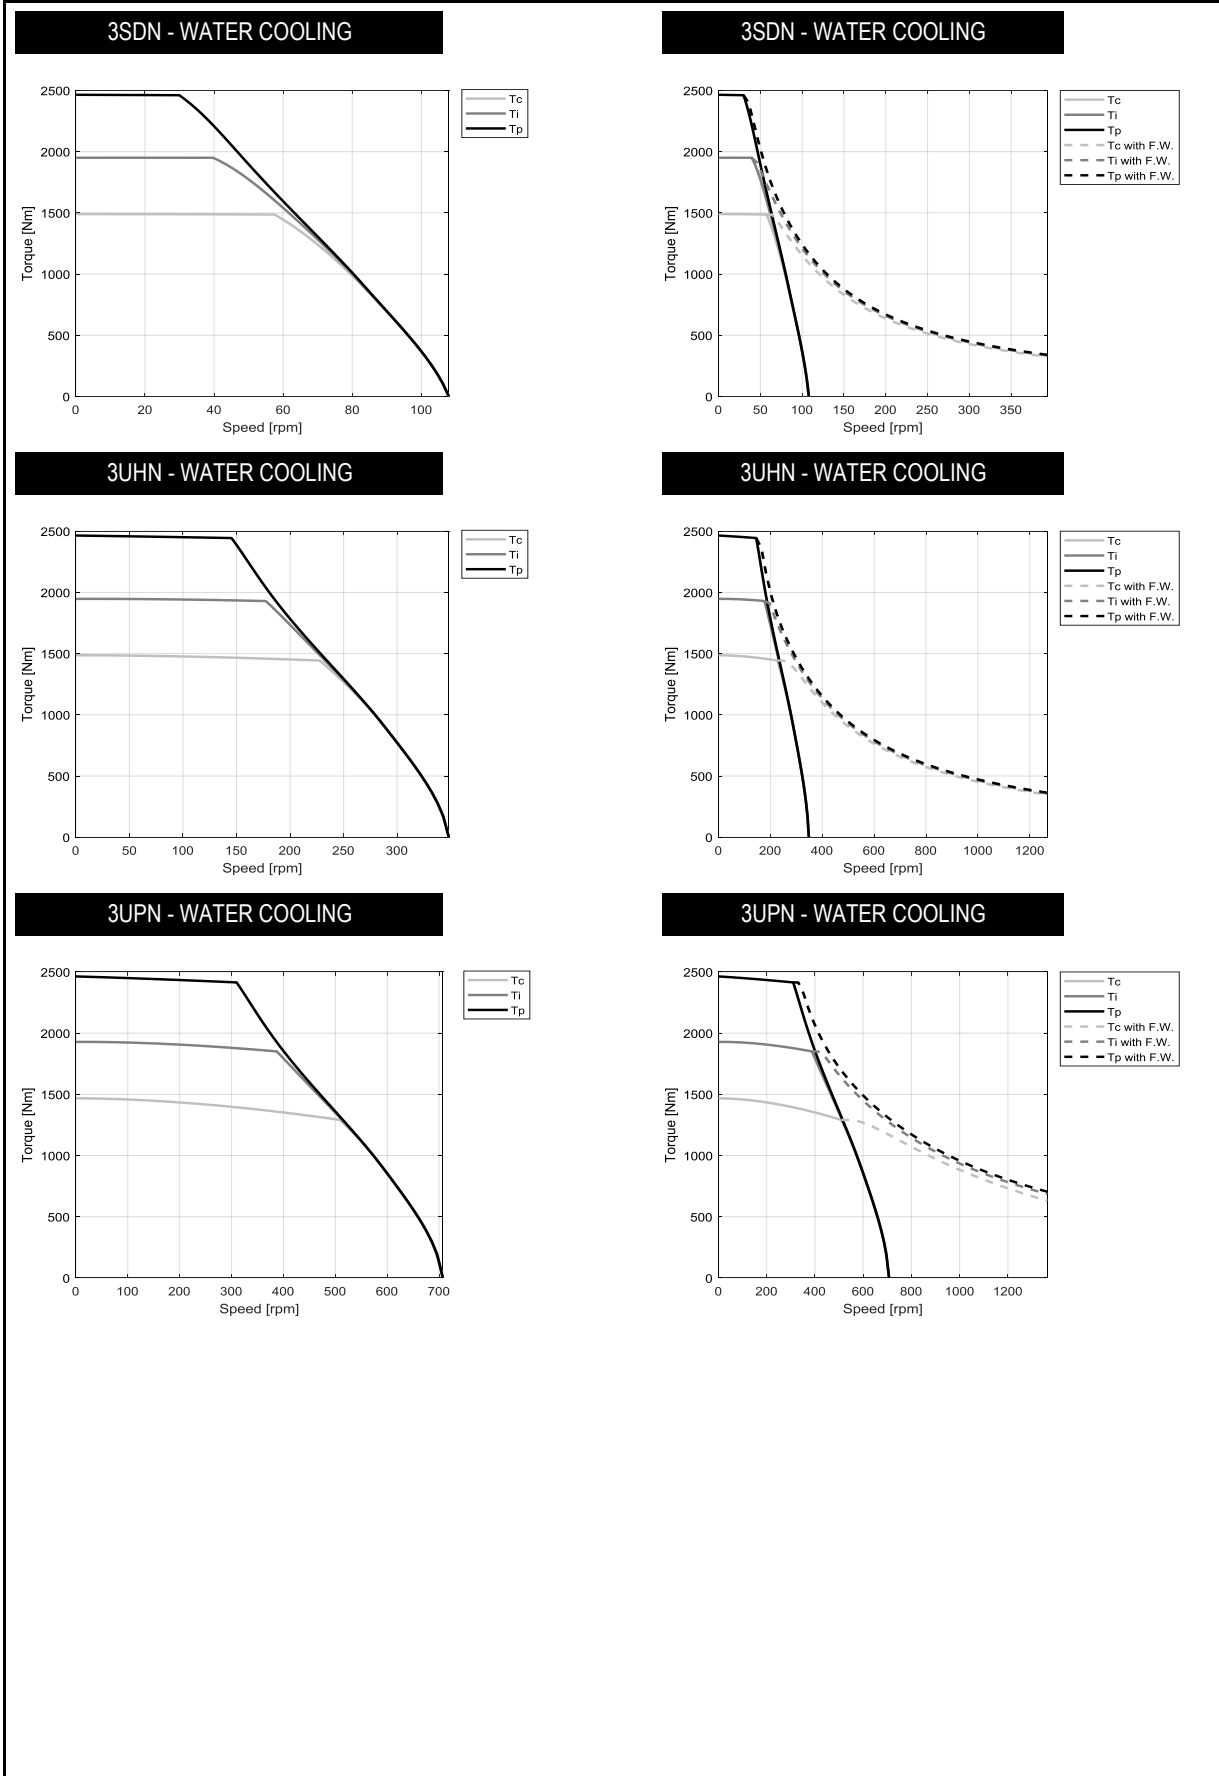 3SDN - WATER COOLING
2500
2000
1500
1000
500
0
Torque [Nm]
0 20 40 60 80 100
Speed [rpm]
Tc
Ti
Tp
3SDN - WATER COOLING
2500
2000
1500
1000
500
0
Torque [Nm]
0 50 100 150 200 250 300 350
Speed [rpm]
Tc
Ti
Tp
Tc with F.W.
Ti with F.W.
Tp with F.W.
3UHN - WATER COOLING
2500
2000
1500
1000
500
0
Torque [Nm]
0 50 100 150 200 250 300
Speed [rpm]
Tc
Ti
Tp
3UHN - WATER COOLING
2500
2000
1500
1000
500
0
Torque [Nm]
0 200 400 600 800 1000 1200
Speed [rpm]
Tc
Ti
Tp
Tc with F.W.
Ti with F.W.
Tp with F.W.
3UPN - WATER COOLING
2500
2000
1500
1000
500
0
Torque [Nm]
0 100 200 300 400 500 600 700
Speed [rpm]
Tc
Ti
Tp
3UPN - WATER COOLING
2500
2000
1500
1000
500
0
Torque [Nm]
0 200 400 600 800 1000 1200
Speed [rpm]
Tc
Ti
Tp
Tc with F.W.
Ti with F.W.
Tp with F.W.